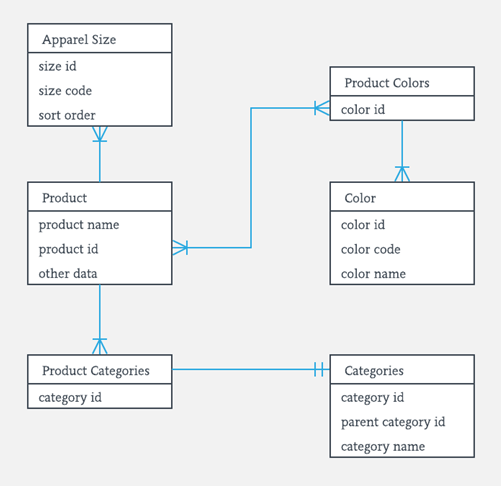 Apparel Size
size id
size code
sort order
Product Colors
color id
Product
product name
product id
other data
Color
color id
color code
color name
Product Categories
category id
Categories
category id
parent category id
category name